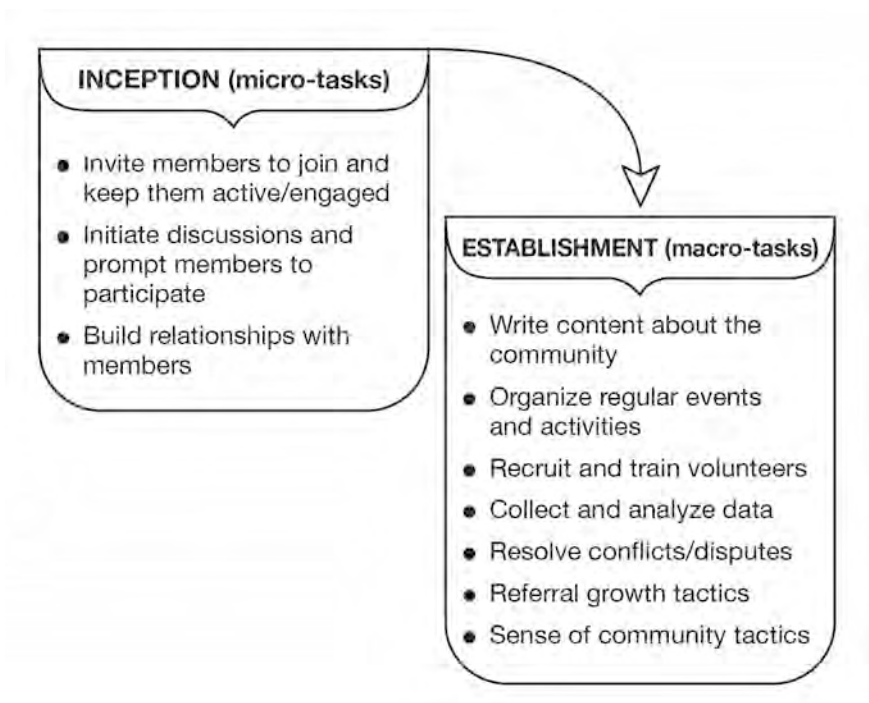 INCEPTION (micro-tasks)
• Invite members to join and
keep them active/engaged
• Initiate discussions and
prompt members to
participate
• Build relationships with
members
ESTABLISHMENT (macro-tasks)
• Write content about the
community
• Organize regular events
and activities
• Recruit and train volunteers
• Collect and analyze data
• Resolve conflicts/disputes
• Referral growth tactics
• Sense of community tactics